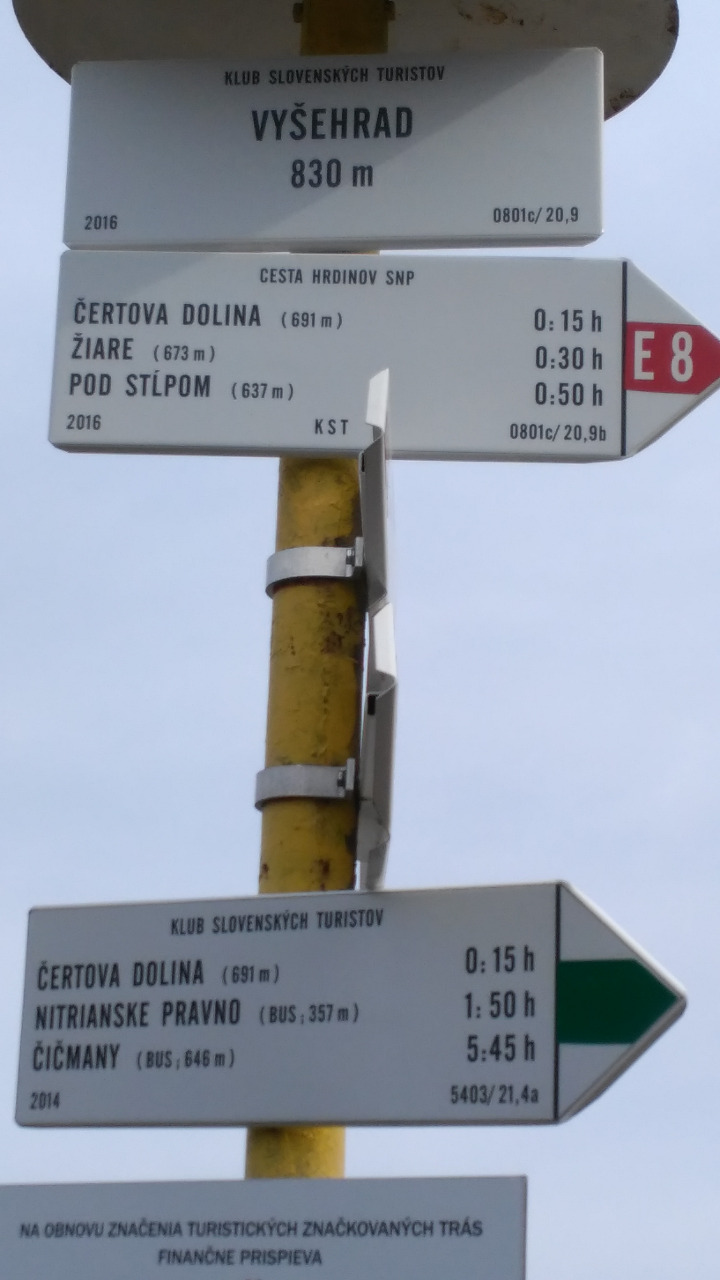 KLUB SLOVENSKÝCH TURISTOV
VYŠEHRAD
830 m
2016 0801c/20,9
CESTA HRDINOV SNP
ČERTOVA DOLINA (691 m) 0:15 h
ŽIARE (673 m) 0:30 h
POD STĹPOM (637 m) 0:50 h
E 8
2016 KST 0801c/20,9b
KLUB SLOVENSKÝCH TURISTOV
ČERTOVA DOLINA (691 m) 0:15 h
NITRIANSKE PRAVNO (BUS; 357 m) 1:50 h
ČIČMANY (BUS; 646 m) 5:45 h
2014 5403/21,4a
NA OBNOVU ZNAČENIA TURISTICKÝCH ZNAČKOVANÝCH TRÁS
FINANČNE PRISPIEVA